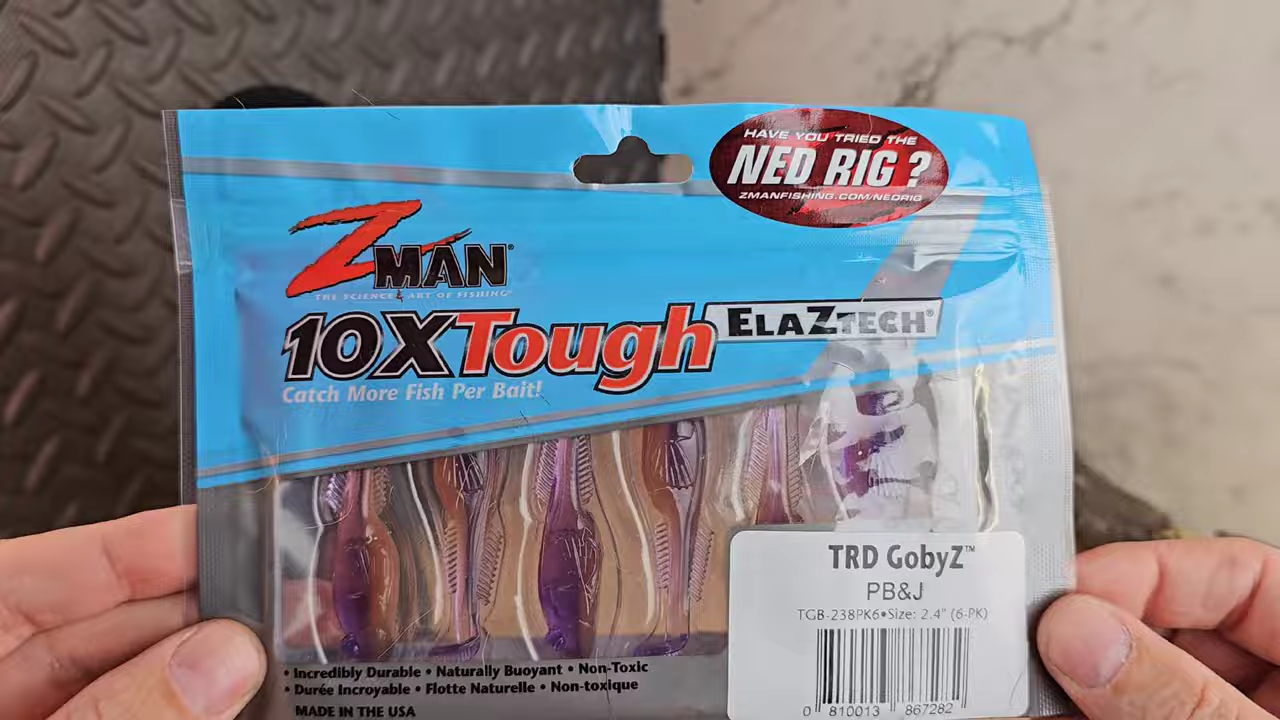 HAVE YOU TRIED THE
NED RIG ?
ZMANFISHING.COM/NEDRIG
ZMAN®
THE SCIENCE & ART OF FISHING®
10X Tough ELAZTECH®
Catch More Fish Per Bait!
TRD GobyZ™
PB&J
TGB-238PK6•Size: 2.4" (6-PK)
0 810013 867282
• Incredibly Durable • Naturally Buoyant • Non-Toxic
• Durée Incroyable • Flotte Naturelle • Non-toxique
MADE IN THE USA